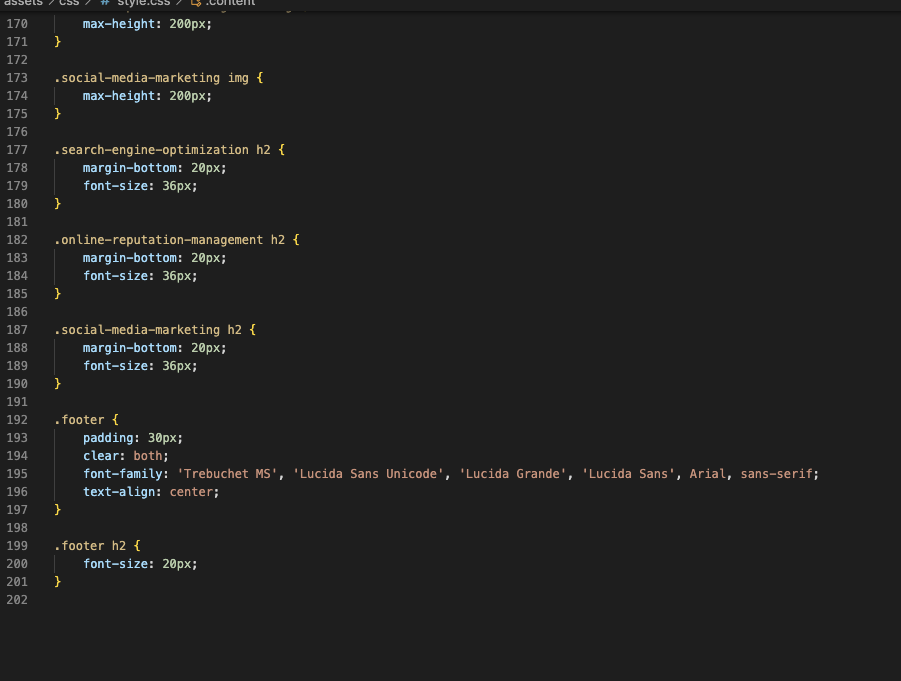 assets > css > # style.css > .content
170 max-height: 200px;
171 }
172
173 .social-media-marketing img {
174 max-height: 200px;
175 }
176
177 .search-engine-optimization h2 {
178 margin-bottom: 20px;
179 font-size: 36px;
180 }
181
182 .online-reputation-management h2 {
183 margin-bottom: 20px;
184 font-size: 36px;
185 }
186
187 .social-media-marketing h2 {
188 margin-bottom: 20px;
189 font-size: 36px;
190 }
191
192 .footer {
193 padding: 30px;
194 clear: both;
195 font-family: 'Trebuchet MS', 'Lucida Sans Unicode', 'Lucida Grande', 'Lucida Sans', Arial, sans-serif;
196 text-align: center;
197 }
198
199 .footer h2 {
200 font-size: 20px;
201 }
202